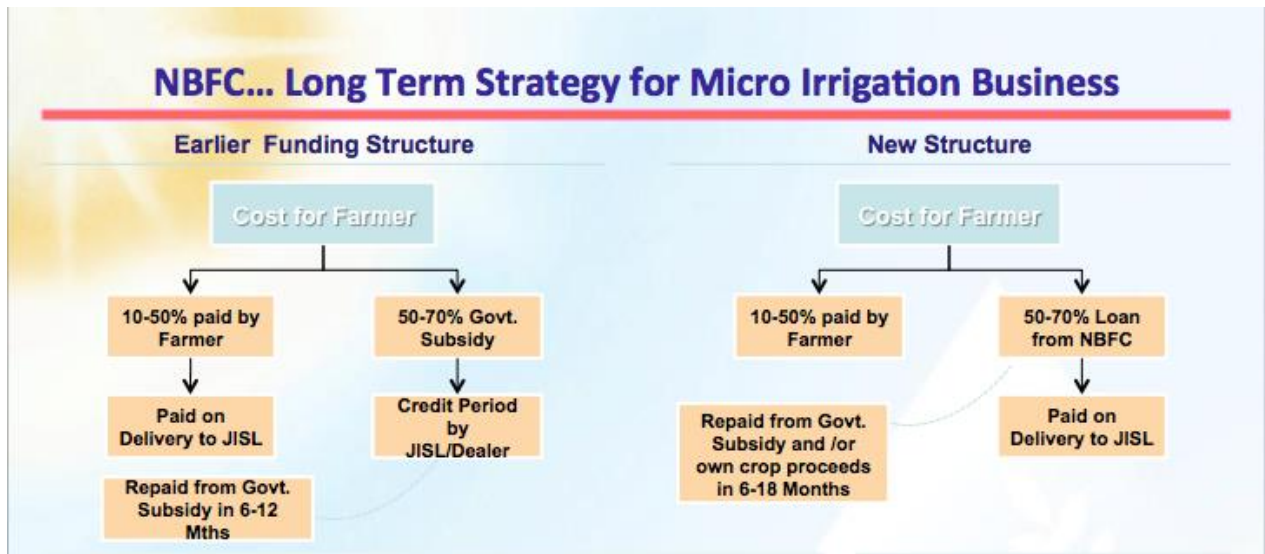 NBFC... Long Term Strategy for Micro Irrigation Business
Earlier Funding Structure
Cost for Farmer
10-50% paid by
Farmer
50-70% Govt.
Subsidy
Paid on
Delivery to JISL
Credit Period
by
JISL/Dealer
Repaid from Govt.
Subsidy in 6-12
Mths
New Structure
Cost for Farmer
10-50% paid by
Farmer
50-70% Loan
from NBFC
Repaid from Govt.
Subsidy and /or
own crop proceeds
in 6-18 Months
Paid on
Delivery to JISL